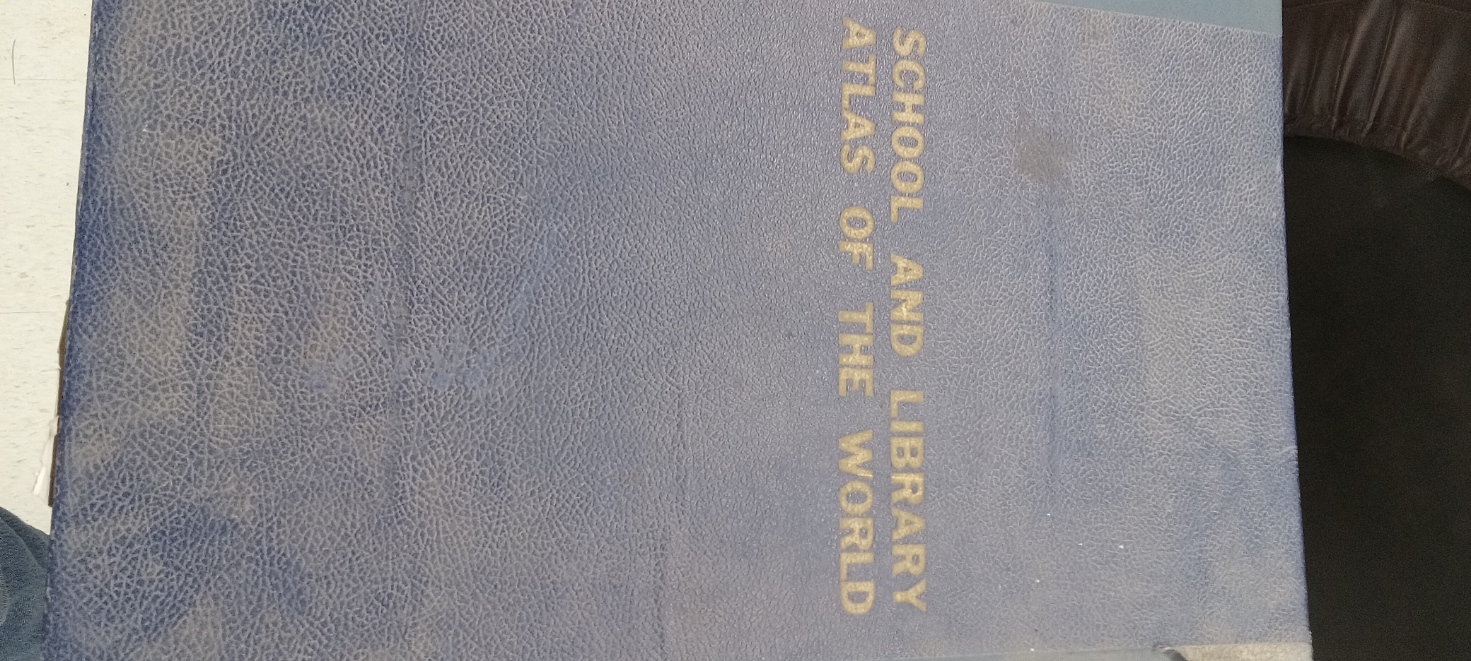 SCHOOL AND LIBRARY
ATLAS OF THE WORLD